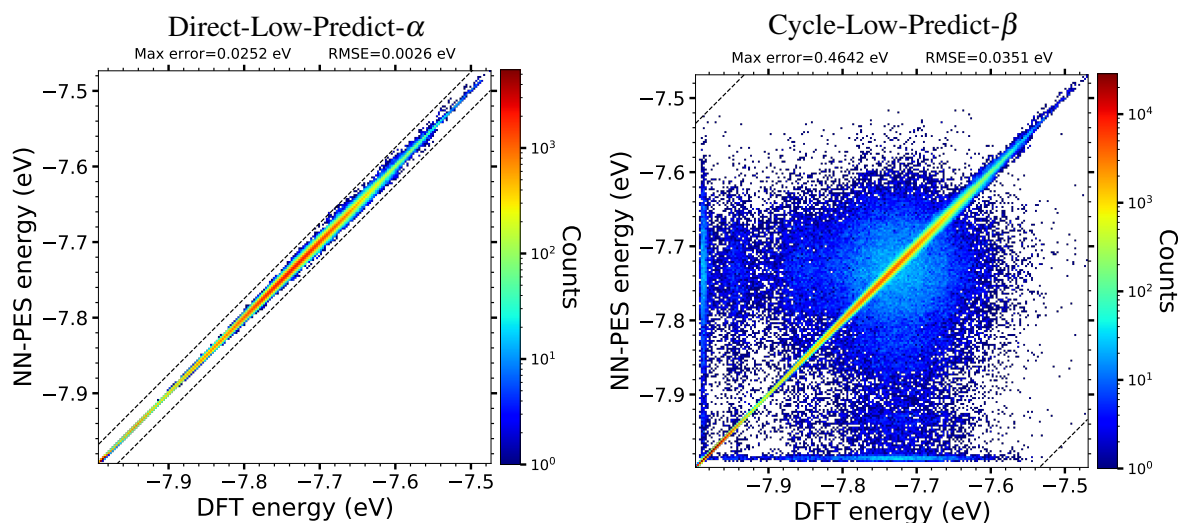 Direct-Low-Predict-α
Max error=0.0252 eV RMSE=0.0026 eV
NN-PES energy (eV)
−7.5
−7.6
−7.7
−7.8
−7.9
−7.9 −7.8 −7.7 −7.6 −7.5
DFT energy (eV)
10³
10²
10¹
10⁰
Counts
Cycle-Low-Predict-β
Max error=0.4642 eV RMSE=0.0351 eV
NN-PES energy (eV)
−7.5
−7.6
−7.7
−7.8
−7.9
−7.9 −7.8 −7.7 −7.6 −7.5
DFT energy (eV)
10⁴
10³
10²
10¹
10⁰
Counts